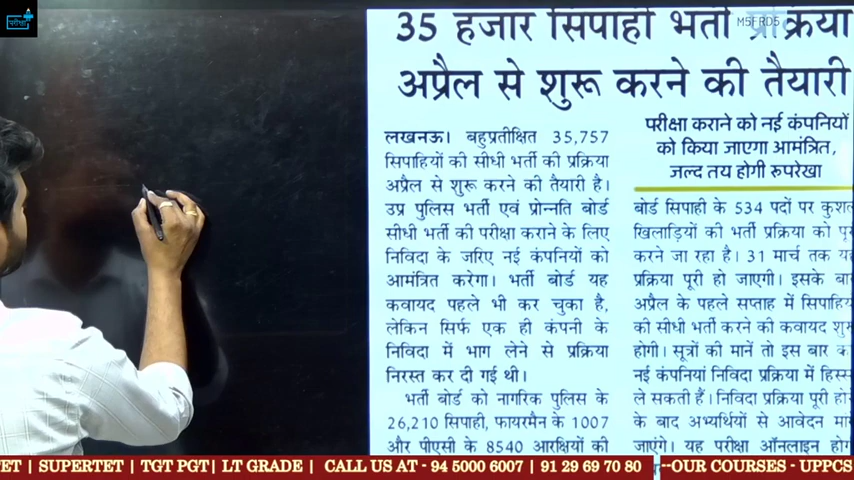 परीक्षा
35 हजार सिपाही भर्ती प्रक्रिया
M5FRD5
अप्रैल से शुरू करने की तैयारी
लखनऊ। बहुप्रतीक्षित 35,757
सिपाहियों की सीधी भर्ती की प्रक्रिया
अप्रैल से शुरू करने की तैयारी है।
उप्र पुलिस भर्ती एवं प्रोन्नति बोर्ड
सीधी भर्ती की परीक्षा कराने के लिए
निविदा के जरिए नई कंपनियों को
आमंत्रित करेगा। भर्ती बोर्ड यह
कवायद पहले भी कर चुका है,
लेकिन सिर्फ एक ही कंपनी के
निविदा में भाग लेने से प्रक्रिया
निरस्त कर दी गई थी।
भर्ती बोर्ड को नागरिक पुलिस के
26,210 सिपाही, फायरमैन के 1007
और पीएसी के 8540 आरक्षियों की
परीक्षा कराने को नई कंपनियों
को किया जाएगा आमंत्रित,
जल्द तय होगी रूपरेखा
बोर्ड सिपाही के 534 पदों पर कुशल
खिलाड़ियों की भर्ती प्रक्रिया को
करने जा रहा है। 31 मार्च तक
प्रक्रिया पूरी हो जाएगी। इसके
अप्रैल के पहले सप्ताह में
की सीधी भर्ती करने की कवायद
होगी। सूत्रों की मानें तो इस बार
नई कंपनियां निविदा प्रक्रिया में
ले सकती हैं। निविदा प्रक्रिया पूरी
के बाद अभ्यर्थियों से आवेदन
जाएंगे। यह परीक्षा ऑनलाइन
ET | SUPERTET | TGT PGT| LT GRADE | CALL US AT - 94 5000 6007 | 91 29 69 70 80 --OUR COURSES - UPPCS